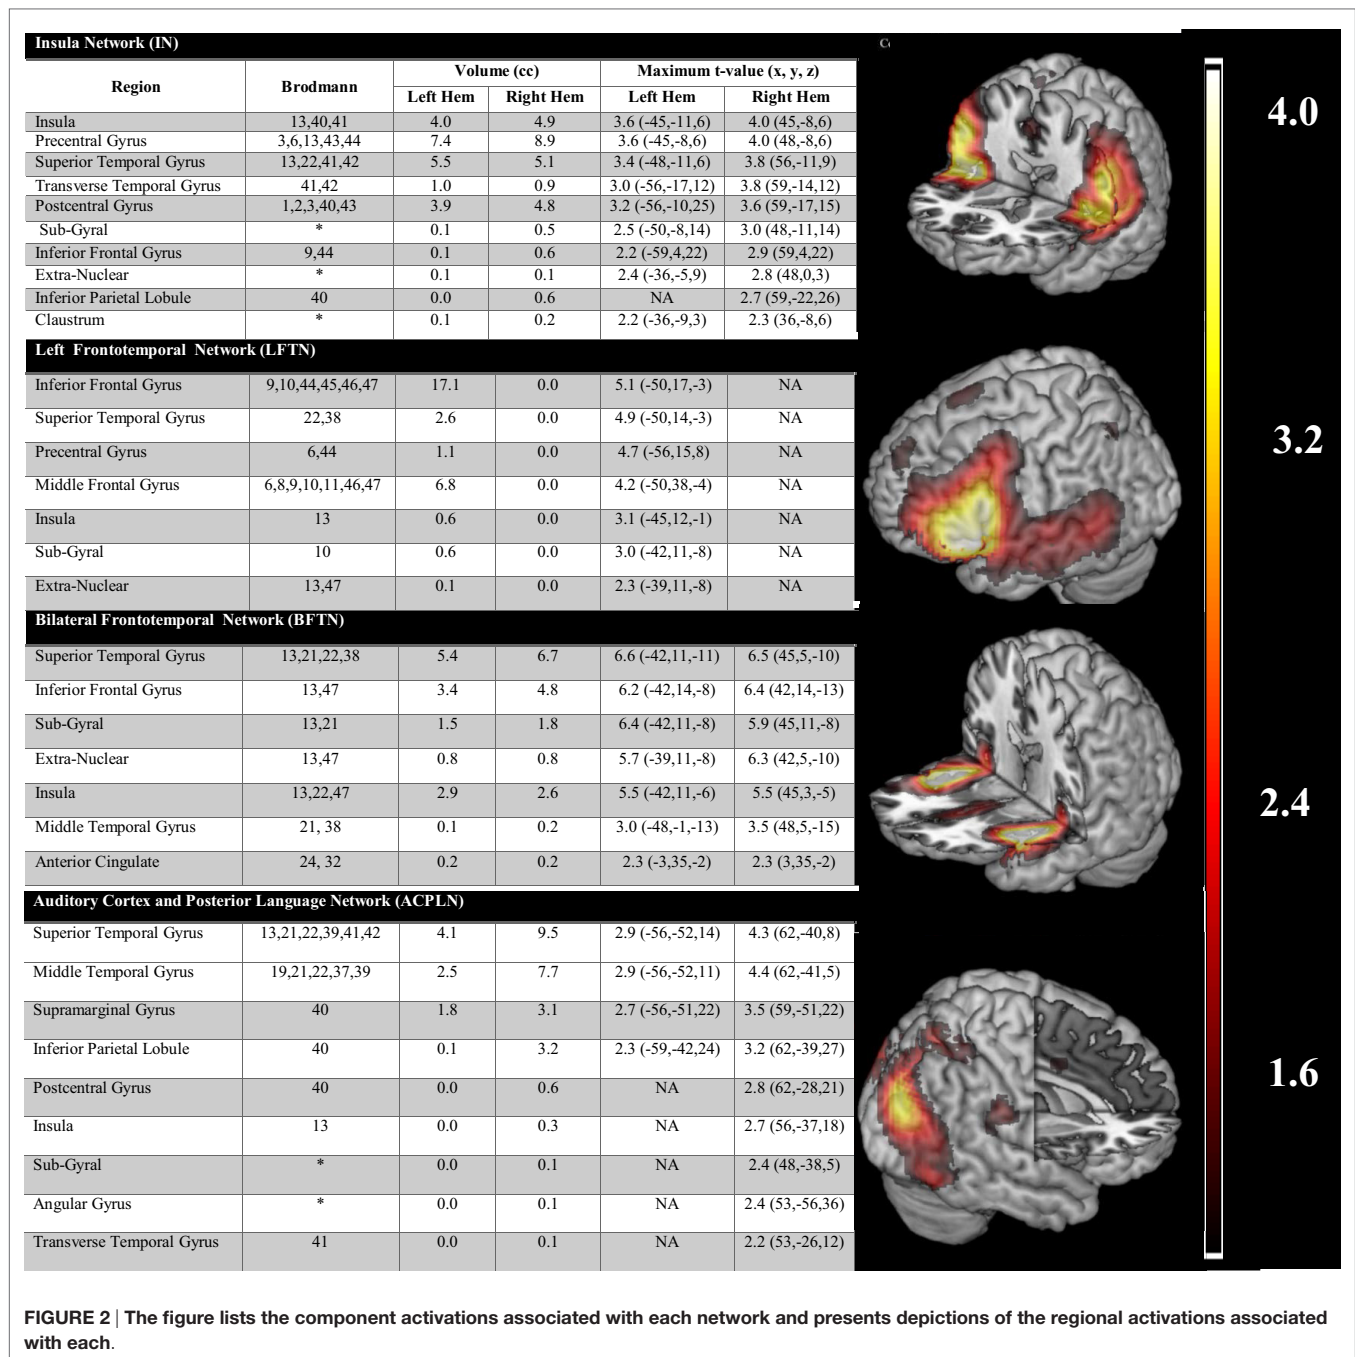 Insula Network (IN)
Region Brodmann Volume (cc) Maximum t-value (x, y, z)
Left Hem Right Hem Left Hem Right Hem
Insula 13,40,41 4.0 4.9 3.6 (-45,-11,6) 4.0 (45,-8,6)
Precentral Gyrus 3,6,13,43,44 7.4 8.9 3.6 (-45,-8,6) 4.0 (48,-8,6)
Superior Temporal Gyrus 13,22,41,42 5.5 5.1 3.4 (-48,-11,6) 3.8 (56,-11,9)
Transverse Temporal Gyrus 41,42 1.0 0.9 3.0 (-56,-17,12) 3.8 (59,-14,12)
Postcentral Gyrus 1,2,3,40,43 3.9 4.8 3.2 (-56,-10,25) 3.6 (59,-17,15)
Sub-Gyral * 0.1 0.5 2.5 (-50,-8,14) 3.0 (48,-11,14)
Inferior Frontal Gyrus 9,44 0.1 0.6 2.2 (-59,4,22) 2.9 (59,4,22)
Extra-Nuclear * 0.1 0.1 2.4 (-36,-5,9) 2.8 (48,0,3)
Inferior Parietal Lobule 40 0.0 0.6 NA 2.7 (59,-22,26)
Claustrum * 0.1 0.2 2.2 (-36,-9,3) 2.3 (36,-8,6)
Left Frontotemporal Network (LFTN)
Inferior Frontal Gyrus 9,10,44,45,46,47 17.1 0.0 5.1 (-50,17,-3) NA
Superior Temporal Gyrus 22,38 2.6 0.0 4.9 (-50,14,-3) NA
Precentral Gyrus 6,44 1.1 0.0 4.7 (-56,15,8) NA
Middle Frontal Gyrus 6,8,9,10,11,46,47 6.8 0.0 4.2 (-50,38,-4) NA
Insula 13 0.6 0.0 3.1 (-45,12,-1) NA
Sub-Gyral 10 0.6 0.0 3.0 (-42,11,-8) NA
Extra-Nuclear 13,47 0.1 0.0 2.3 (-39,11,-8) NA
Bilateral Frontotemporal Network (BFTN)
Superior Temporal Gyrus 13,21,22,38 5.4 6.7 6.6 (-42,11,-11) 6.5 (45,5,-10)
Inferior Frontal Gyrus 13,47 3.4 4.8 6.2 (-42,14,-8) 6.4 (42,14,-13)
Sub-Gyral 13,21 1.5 1.8 6.4 (-42,11,-8) 5.9 (45,11,-8)
Extra-Nuclear 13,47 0.8 0.8 5.7 (-39,11,-8) 6.3 (42,5,-10)
Insula 13,22,47 2.9 2.6 5.5 (-42,11,-6) 5.5 (45,3,-5)
Middle Temporal Gyrus 21, 38 0.1 0.2 3.0 (-48,-1,-13) 3.5 (48,5,-15)
Anterior Cingulate 24, 32 0.2 0.2 2.3 (-3,35,-2) 2.3 (3,35,-2)
Auditory Cortex and Posterior Language Network (ACPLN)
Superior Temporal Gyrus 13,21,22,39,41,42 4.1 9.5 2.9 (-56,-52,14) 4.3 (62,-40,8)
Middle Temporal Gyrus 19,21,22,37,39 2.5 7.7 2.9 (-56,-52,11) 4.4 (62,-41,5)
Supramarginal Gyrus 40 1.8 3.1 2.7 (-56,-51,22) 3.5 (59,-51,22)
Inferior Parietal Lobule 40 0.1 3.2 2.3 (-59,-42,24) 3.2 (62,-39,27)
Postcentral Gyrus 40 0.0 0.6 NA 2.8 (62,-28,21)
Insula 13 0.0 0.3 NA 2.7 (56,-37,18)
Sub-Gyral * 0.0 0.1 NA 2.4 (48,-38,5)
Angular Gyrus * 0.0 0.1 NA 2.4 (53,-56,36)
Transverse Temporal Gyrus 41 0.0 0.1 NA 2.2 (53,-26,12)
4.0
3.2
2.4
1.6
FIGURE 2 | The figure lists the component activations associated with each network and presents depictions of the regional activations associated
with each.